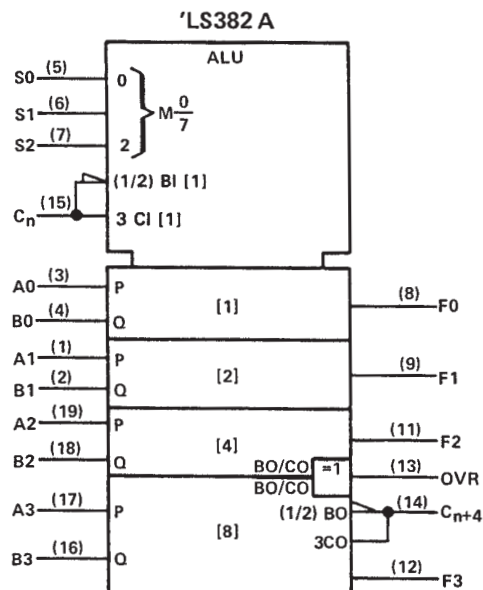 'LS382 A
ALU
S0 (5) 0
S1 (6) M 0/7
S2 (7) 2
(1/2) BI [1]
Cn (15) 3 CI [1]
A0 (3) P
[1] (8) F0
B0 (4) Q
A1 (1) P
[2] (9) F1
B1 (2) Q
A2 (19) P
[4] (11) F2
B2 (18) Q
BO/CO =1 (13) OVR
BO/CO
A3 (17) P (1/2) BO (14) Cn+4
[8] 3CO
B3 (16) Q
(12) F3